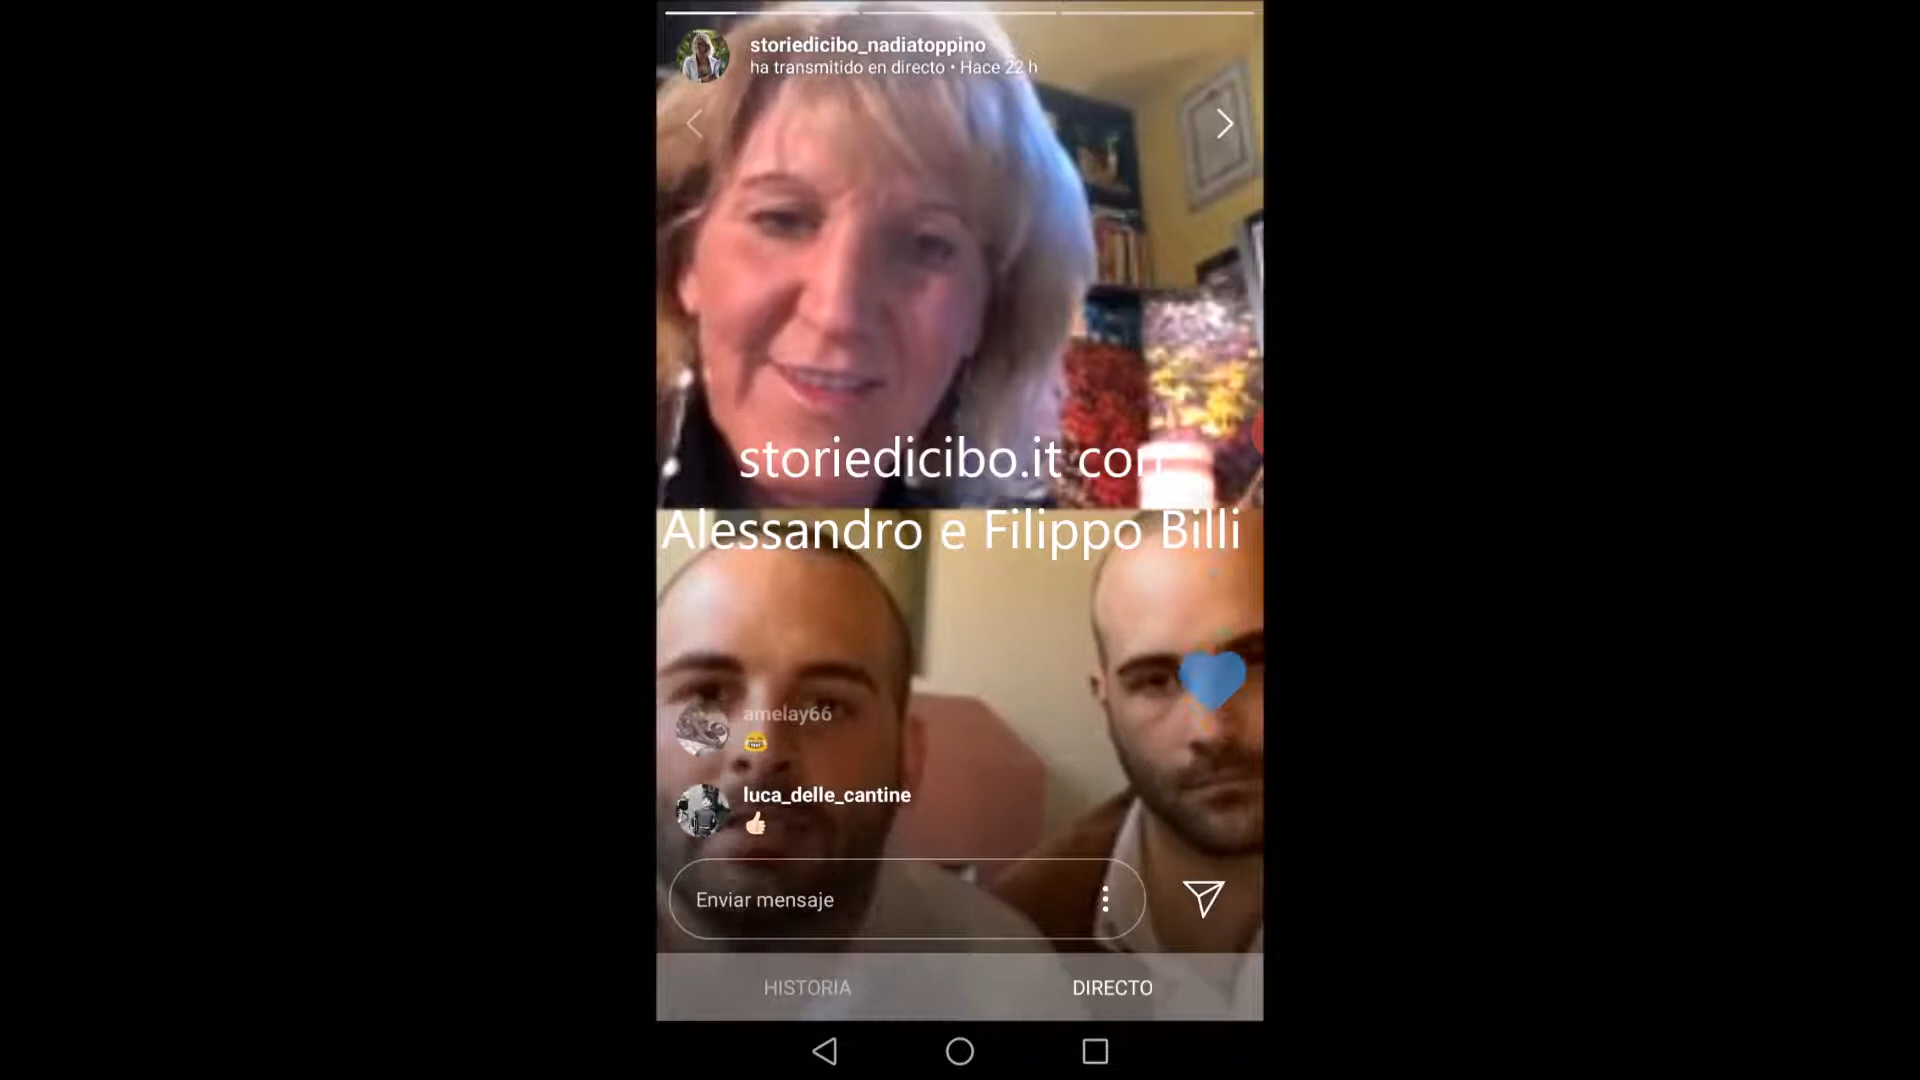 storiedicibo_nadiatoppino
ha transmitido en directo • Hace 22 h
storiedicibo.it con
Alessandro e Filippo Billi
amelay66
😂
luca_delle_cantine
👍🏻
Enviar mensaje
HISTORIA
DIRECTO